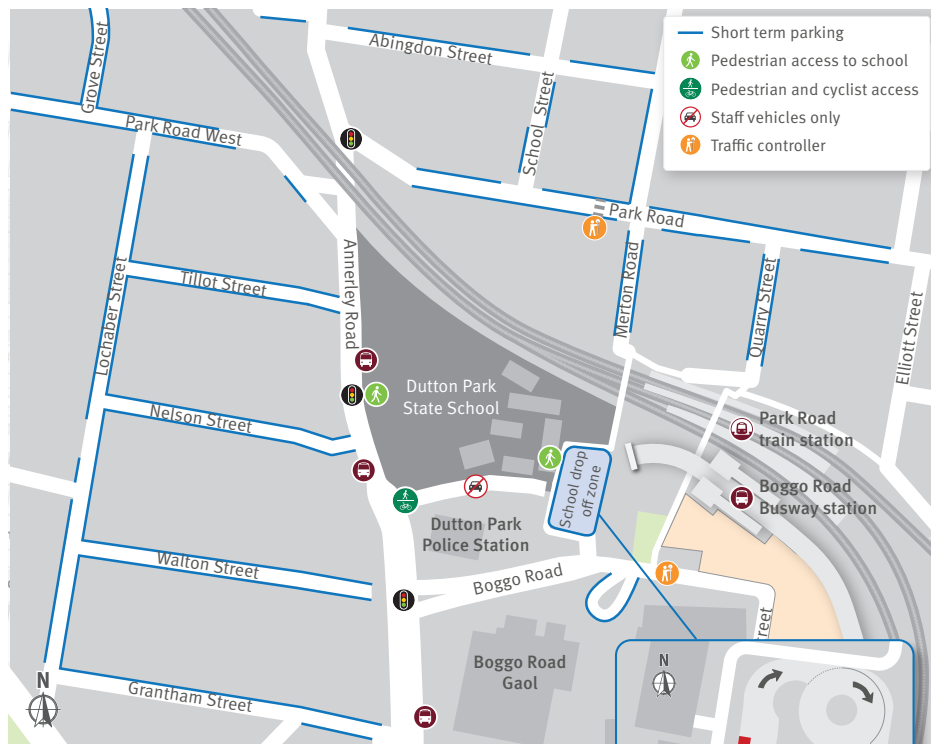 Short term parking
Pedestrian access to school
Pedestrian and cyclist access
Staff vehicles only
Traffic controller
Grove Street
Abingdon Street
Park Road West
School Street
Park Road
Annerley Road
Merton Road
Quarry Street
Elliott Street
Lochaber Street
Tillot Street
Dutton Park
State School
Nelson Street
Park Road
train station
School drop
off zone
Boggo Road
Busway station
Dutton Park
Police Station
Walton Street
Boggo Road
Boggo Road
Gaol
N
Grantham Street
N